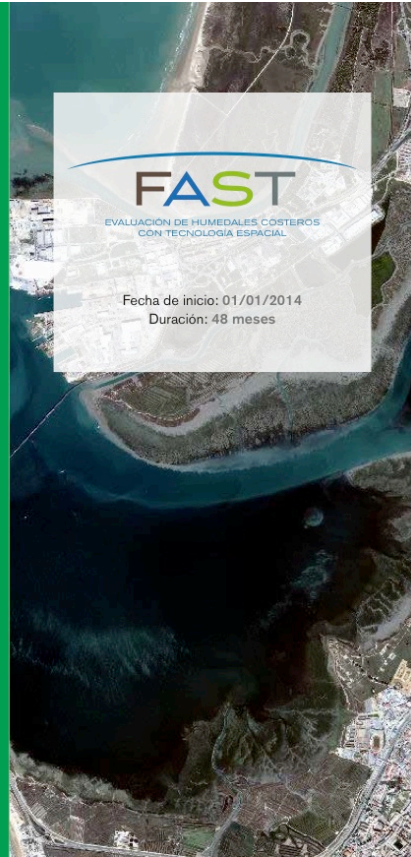 FAST
EVALUACIÓN DE HUMEDALES COSTEROS
CON TECNOLOGÍA ESPACIAL
Fecha de inicio: 01/01/2014
Duración: 48 meses